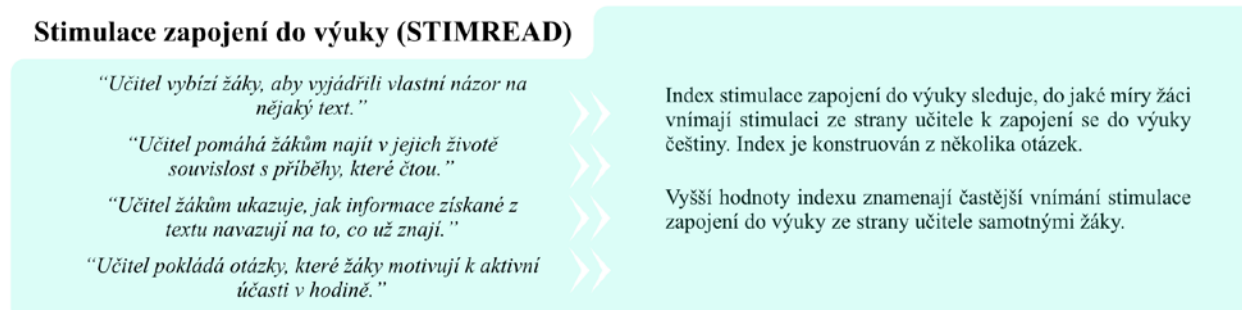 Stimulace zapojení do výuky (STIMREAD)
“Učitel vybízí žáky, aby vyjádřili vlastní názor na
nějaký text.”
“Učitel pomáhá žákům najít v jejich životě
souvislost s příběhy, které čtou.”
“Učitel žákům ukazuje, jak informace získané z
textu navazují na to, co už znají.”
“Učitel pokládá otázky, které žáky motivují k aktivní
účasti v hodině.”
Index stimulace zapojení do výuky sleduje, do jaké míry žáci
vnímají stimulaci ze strany učitele k zapojení se do výuky
češtiny. Index je konstruován z několika otázek.
Vyšší hodnoty indexu znamenají častější vnímání stimulace
zapojení do výuky ze strany učitele samotnými žáky.